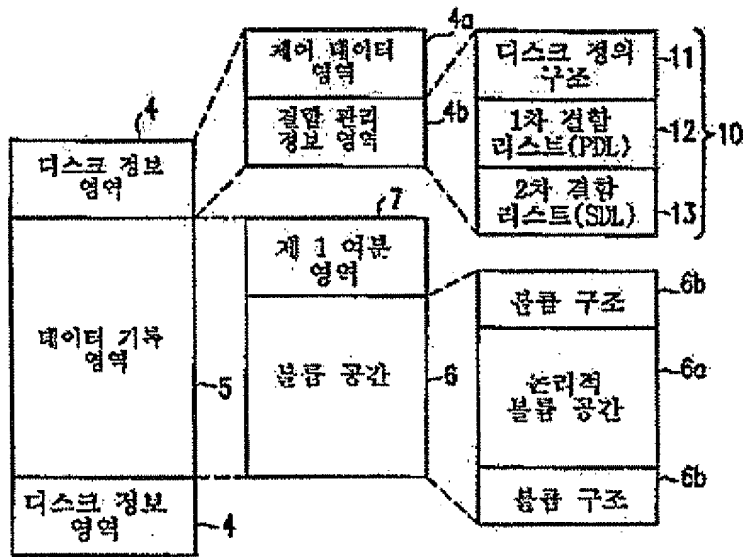 4
디스크 정보
영역
데이터 기록
영역
5
디스크 정보
영역
4
4a
제어 데이터
영역
결함 관리
정보 영역
4b
7
제 1 여분
영역
볼륨 공간
6
디스크 정의
구조
11
1차 결함
리스트(PDL)
12
2차 결함
리스트(SDL)
13
10
볼륨 구조
6b
논리적
볼륨 공간
6a
볼륨 구조
6b